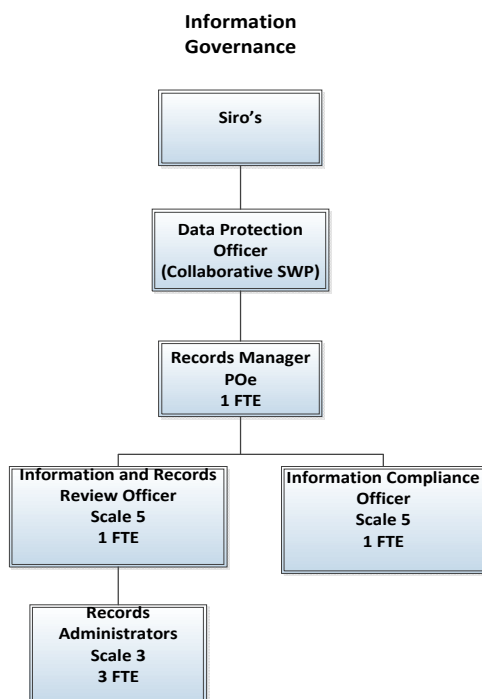 Information
Governance
Siro's
Data Protection
Officer
(Collaborative SWP)
Records Manager
POe
1 FTE
Information and Records
Review Officer
Scale 5
1 FTE
Information Compliance
Officer
Scale 5
1 FTE
Records
Administrators
Scale 3
3 FTE